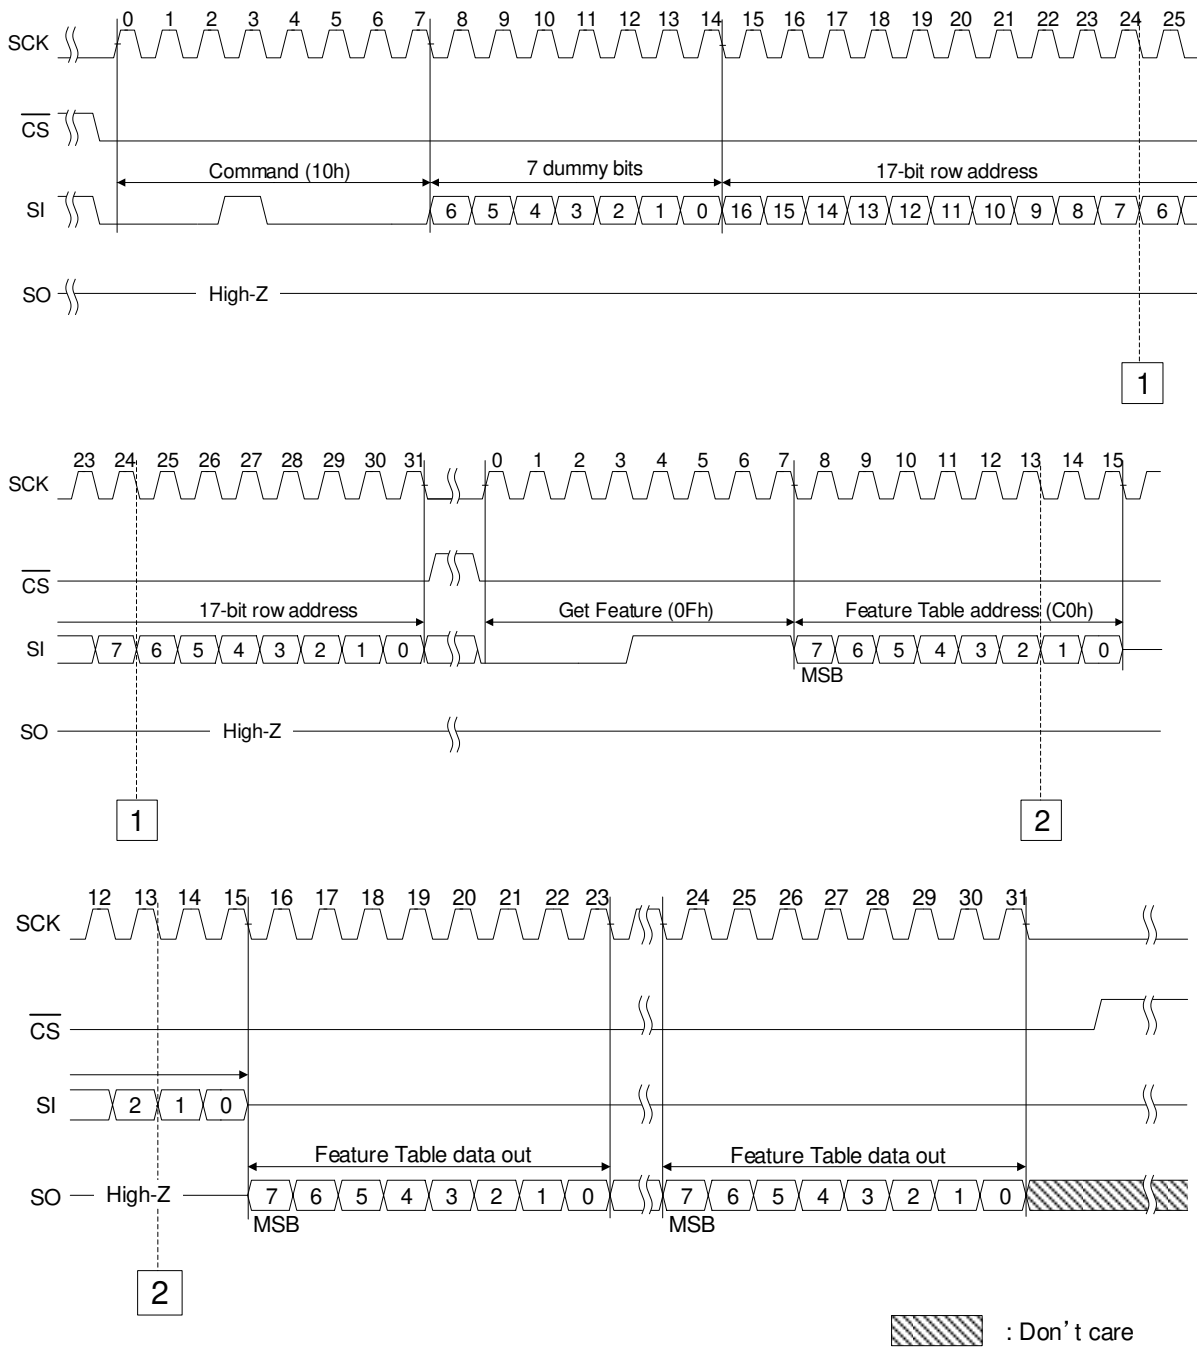 0 1 2 3 4 5 6 7 8 9 10 11 12 13 14 15 16 17 18 19 20 21 22 23 24 25
SCK
CS
Command (10h) 7 dummy bits 17-bit row address
SI 6 5 4 3 2 1 0 16 15 14 13 12 11 10 9 8 7 6
SO High-Z
1
23 24 25 26 27 28 29 30 31 0 1 2 3 4 5 6 7 8 9 10 11 12 13 14 15
SCK
CS
17-bit row address Get Feature (0Fh) Feature Table address (C0h)
SI 7 6 5 4 3 2 1 0 7 6 5 4 3 2 1 0
MSB
SO High-Z
1 2
12 13 14 15 16 17 18 19 20 21 22 23 24 25 26 27 28 29 30 31
SCK
CS
SI 2 1 0
Feature Table data out Feature Table data out
SO High-Z 7 6 5 4 3 2 1 0 7 6 5 4 3 2 1 0
MSB MSB
2
: Don't care